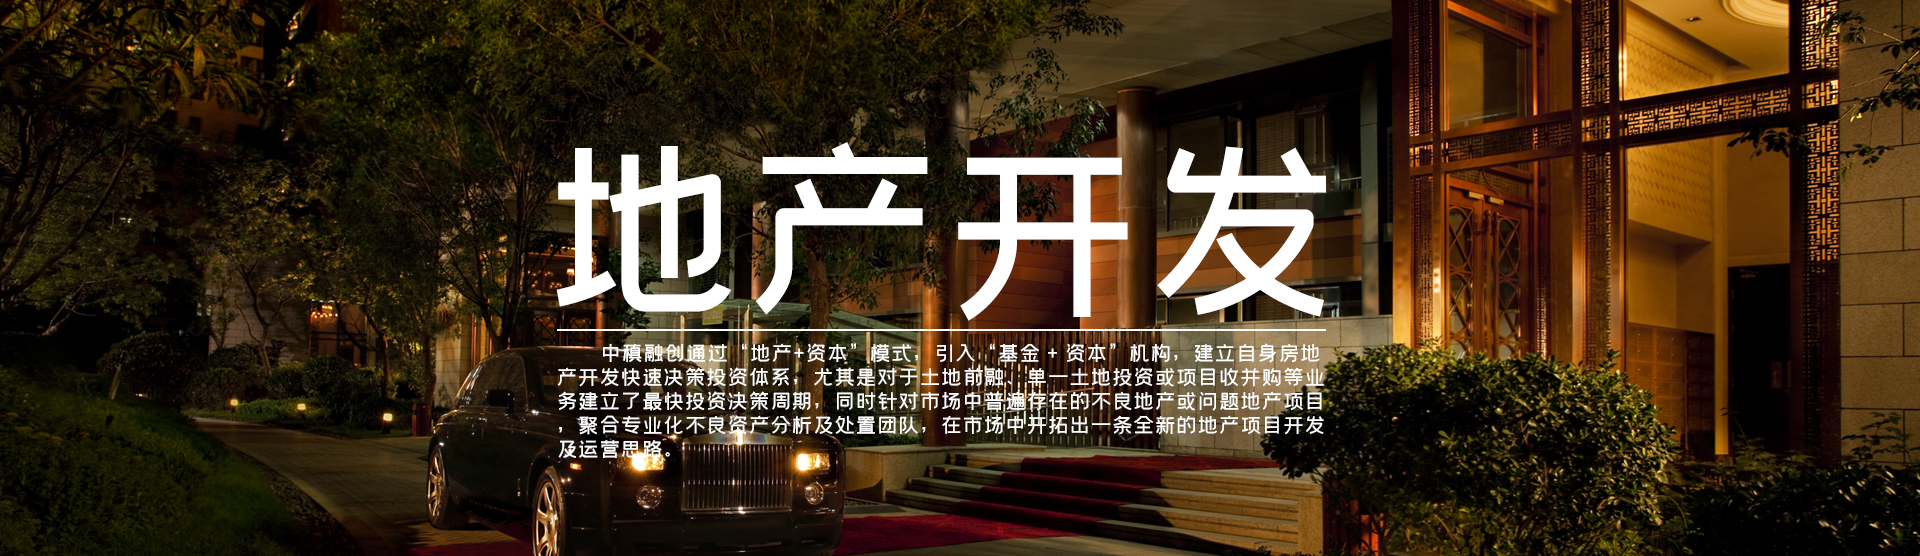 地产开发
中禛融创通过“地产+资本”模式，引入“基金+资本”机构，建立自身房地
产开发快速决策投资体系，尤其是对于土地前融、单一土地投资或项目收并购等业
务建立了最快投资决策周期，同时针对市场中普遍存在的不良地产或问题地产项目
，聚合专业化不良资产分析及处置团队，在市场中开拓出一条全新的地产项目开发
及运营思路。